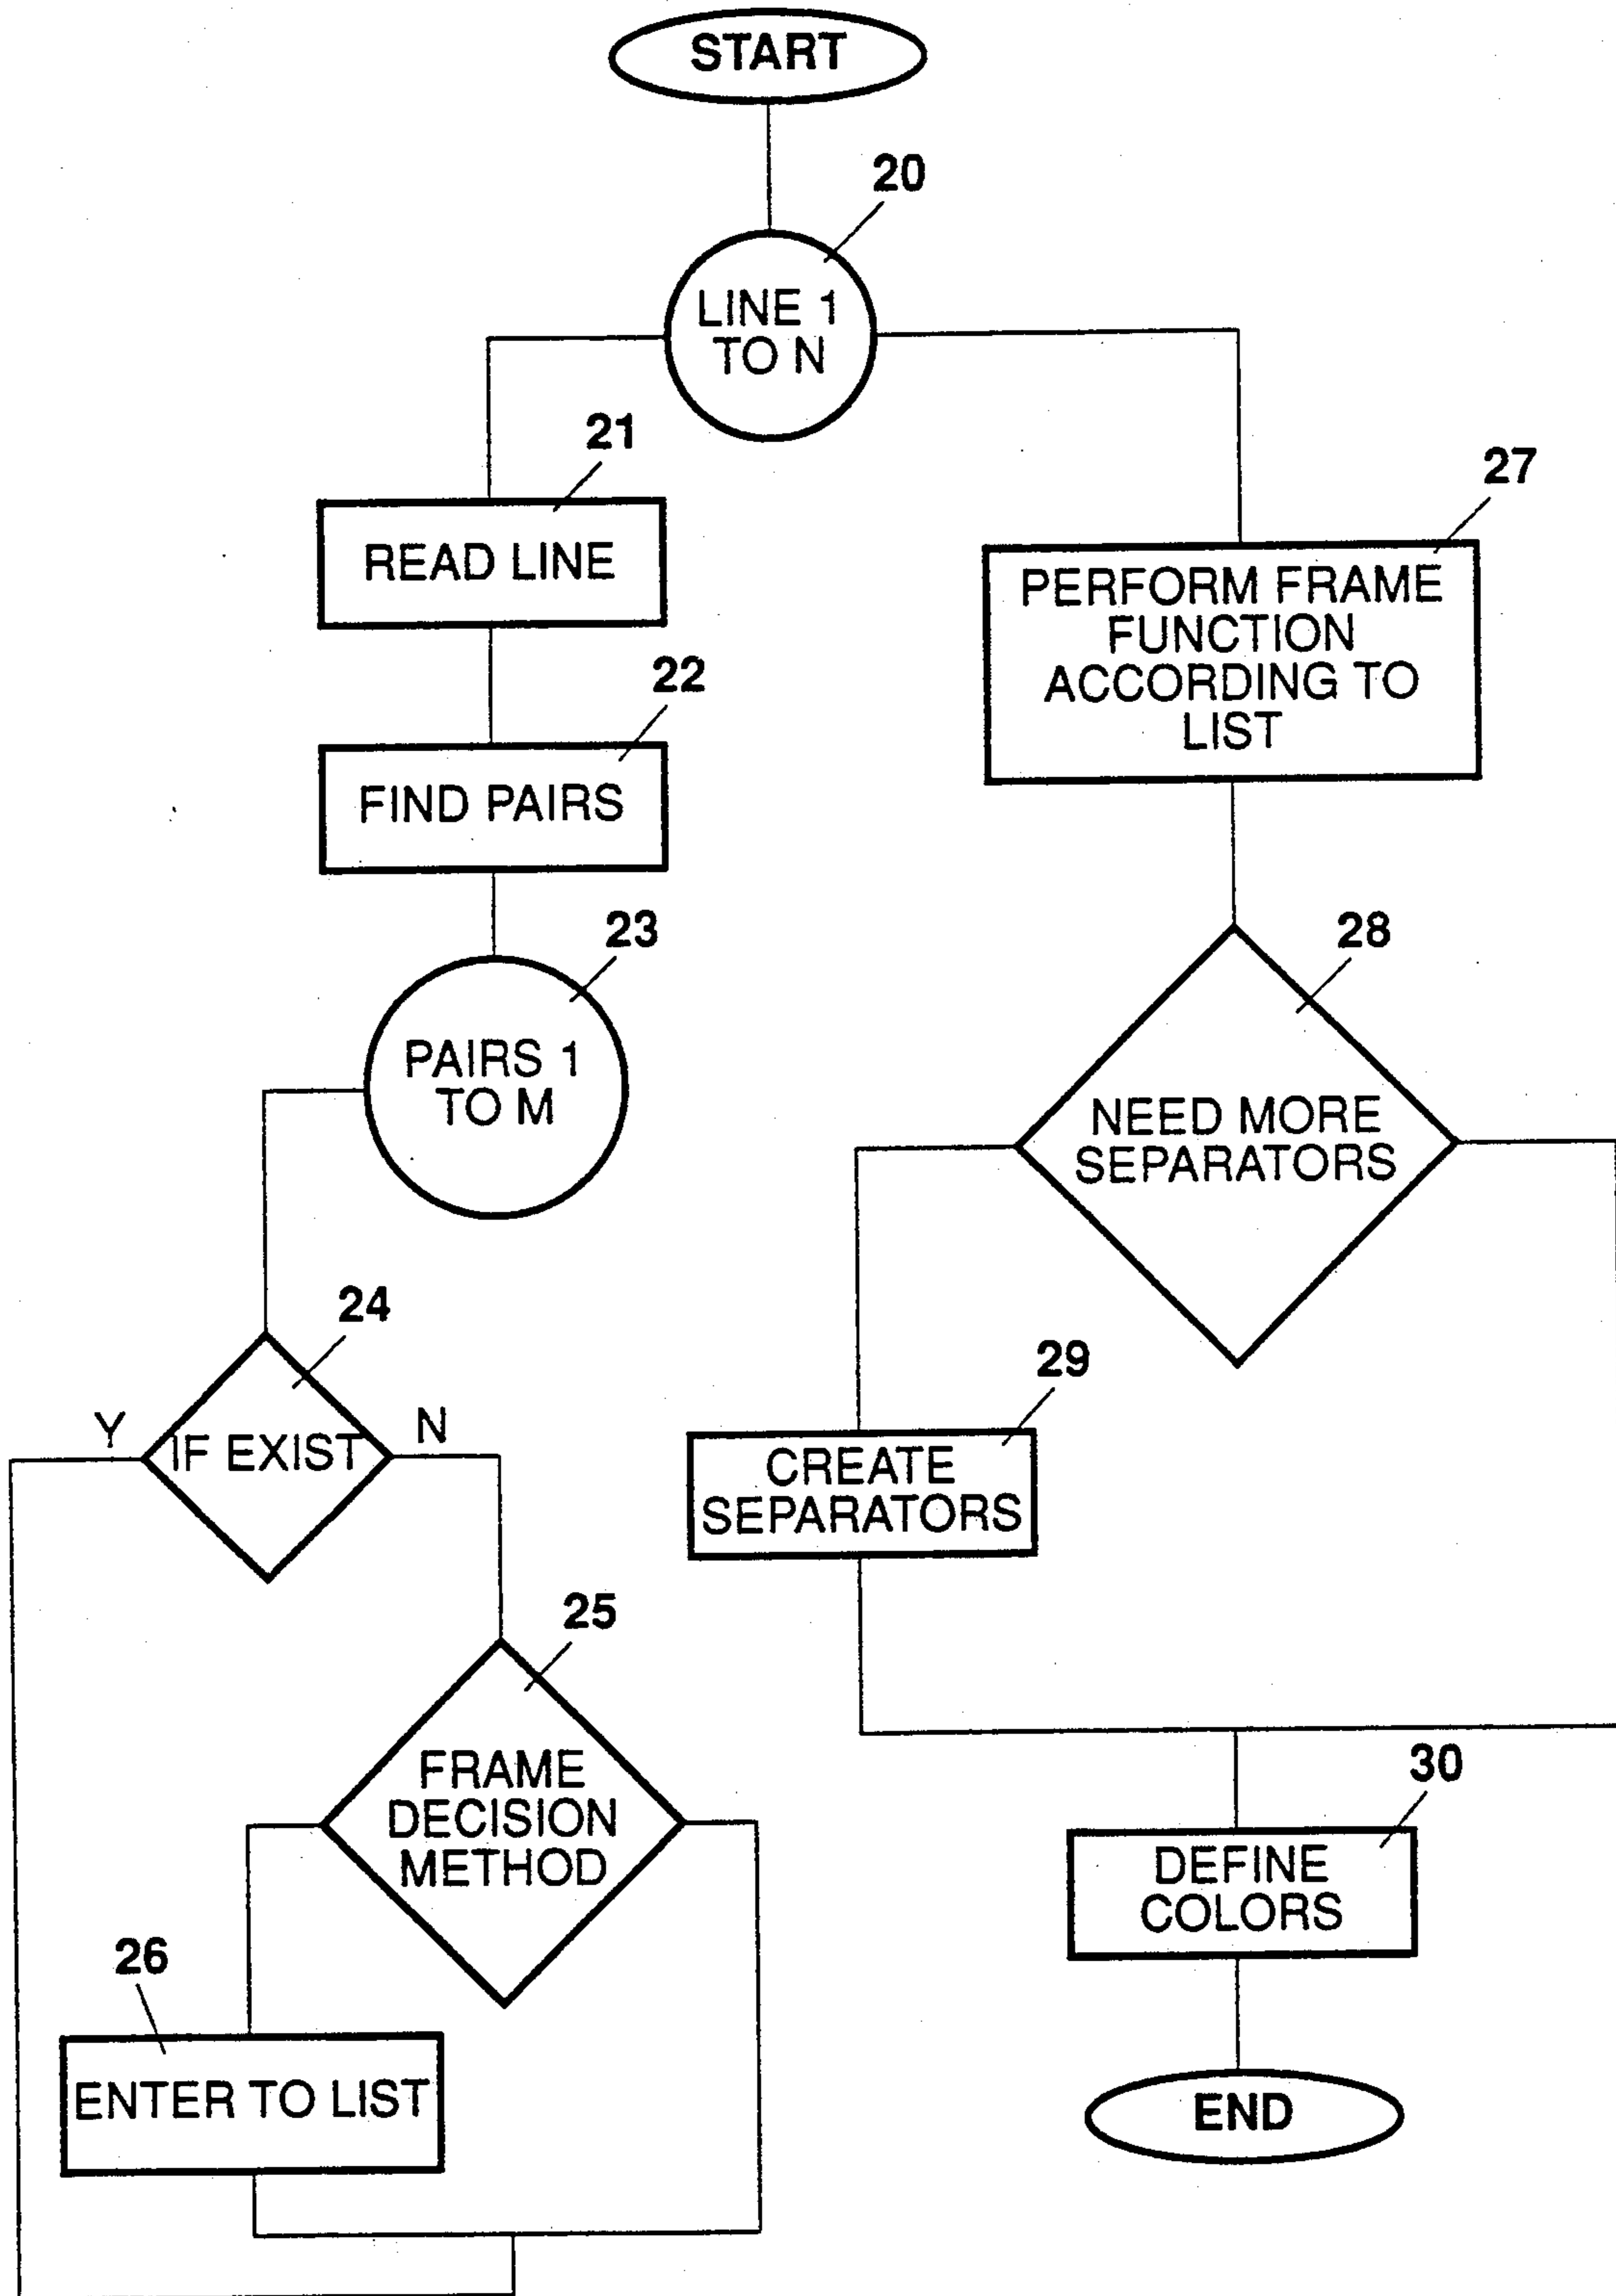 START
20
LINE 1
TO N
21
READ LINE
22
FIND PAIRS
23
PAIRS 1
TO M
24
Y
IF EXIST
N
25
FRAME
DECISION
METHOD
26
ENTER TO LIST
27
PERFORM FRAME
FUNCTION
ACCORDING TO
LIST
28
NEED MORE
SEPARATORS
29
CREATE
SEPARATORS
30
DEFINE
COLORS
END